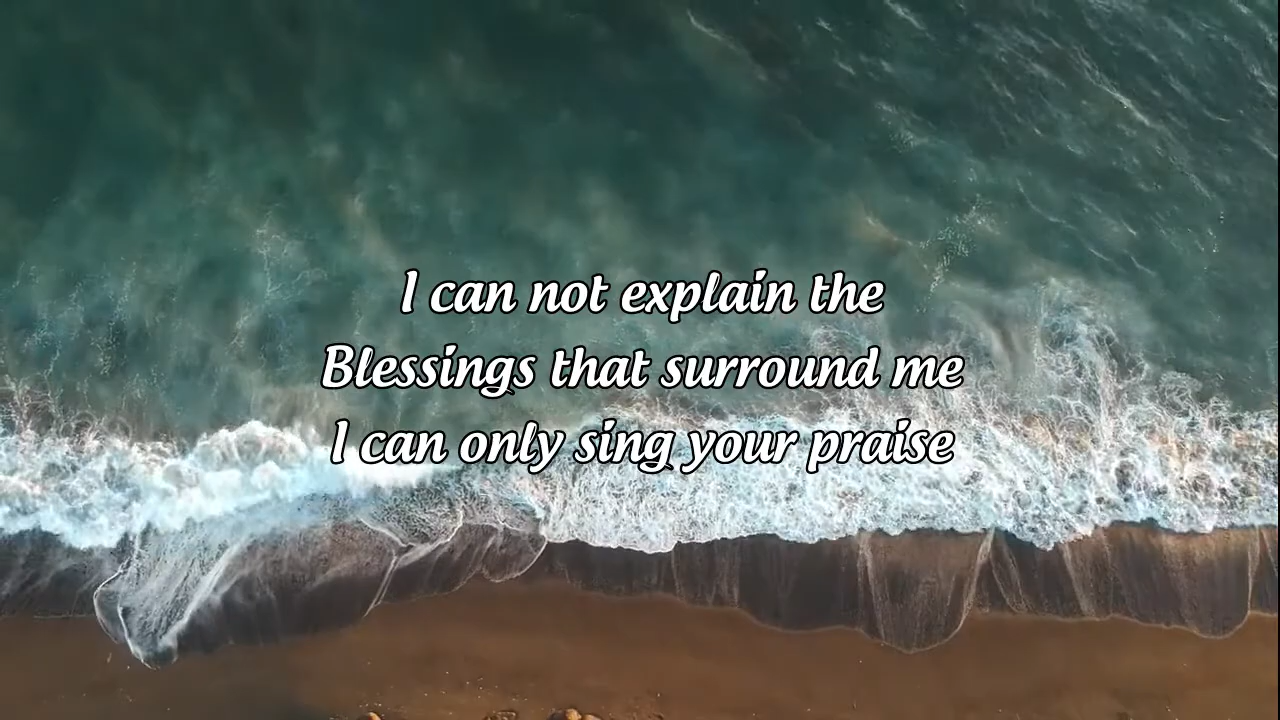 I can not explain the
Blessings that surround me
I can only sing your praise